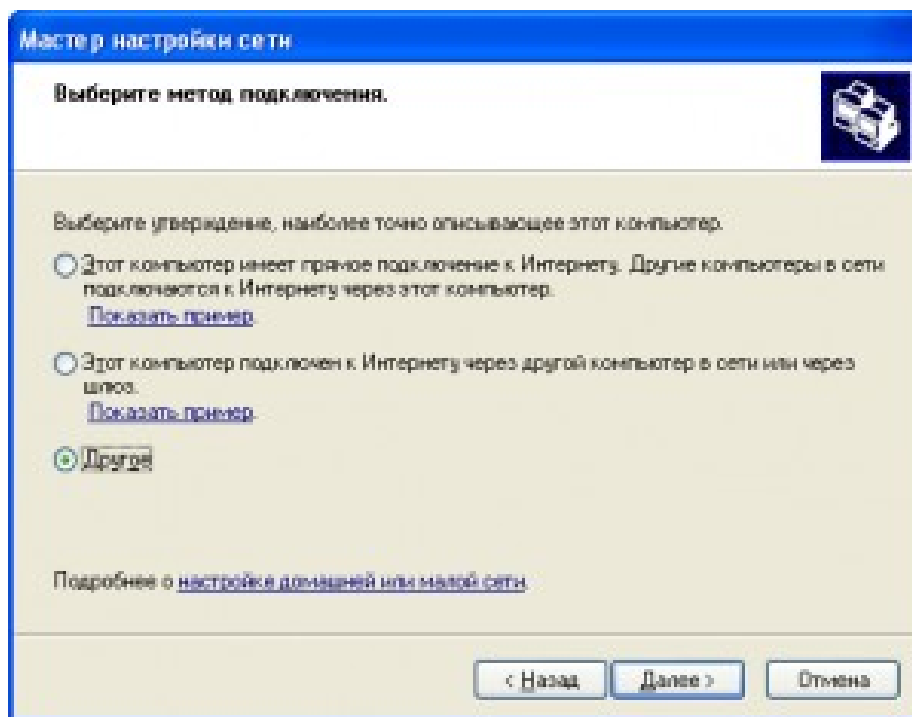 Мастер настройки сети
Выберите метод подключения.
Выберите утверждение, наиболее точно описывающее этот компьютер.
Этот компьютер имеет прямое подключение к Интернету. Другие компьютеры в сети
подключаются к Интернету через этот компьютер.
Показать пример.
Этот компьютер подключен к Интернету через другой компьютер в сети или через
шлюз.
Показать пример.
Другое
Подробнее о настройке домашней или малой сети.
< Назад
Далее >
Отмена